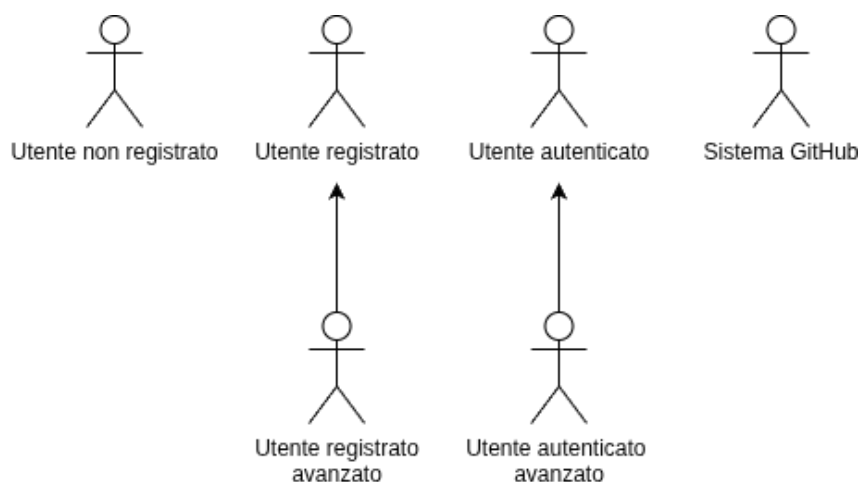 Utente non registrato
Utente registrato
Utente autenticato
Sistema GitHub
Utente registrato
avanzato
Utente autenticato
avanzato